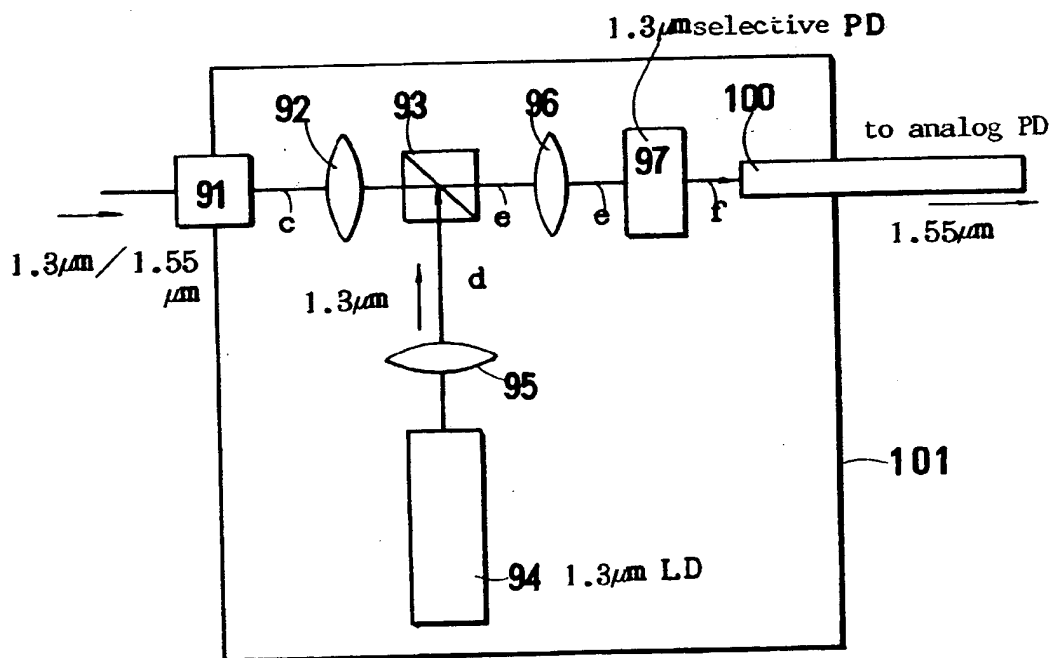 1.3μm selective PD
92
93
96
97
100
to analog PD
91
c
e
e
f
1.55μm
1.3μm/1.55
μm
1.3μm
d
95
101
94 1.3μm LD